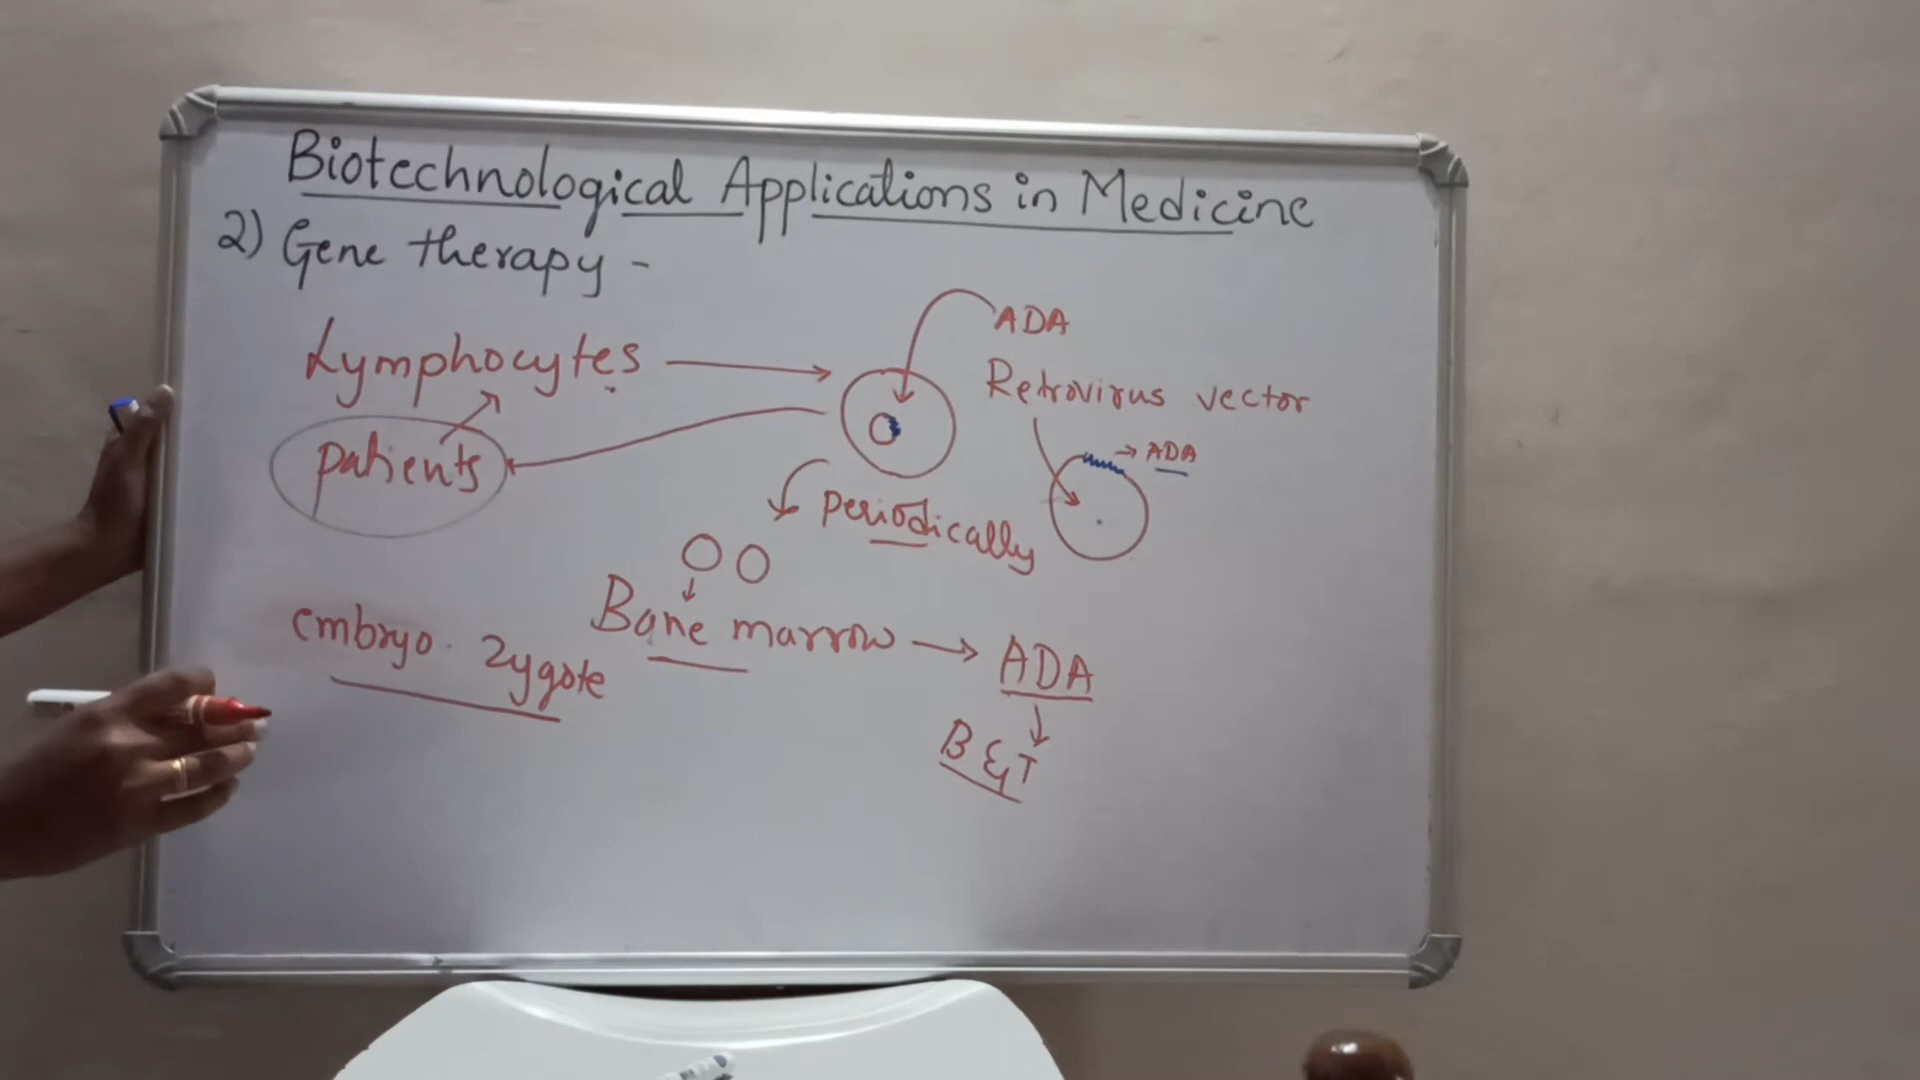 Biotechnological Applications in Medicine
2) Gene therapy -
ADA
Lymphocytes
Retrovirus vector
patients
→ ADA
periodically
Bone marrow → ADA
embryo. Zygote
B & T